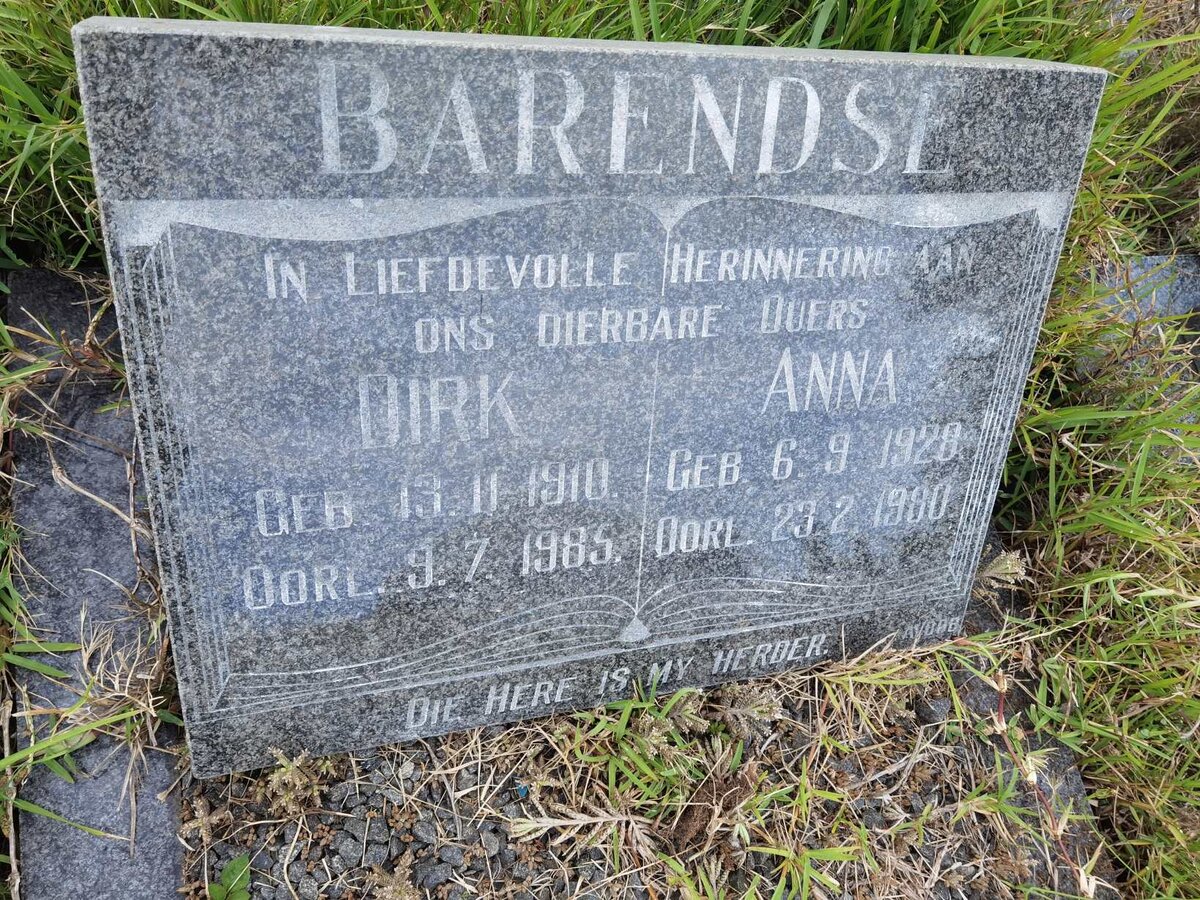 BARENDSE
IN LIEFDEVOLLE HERINNERING AAN
ONS DIERBARE OUERS
DIRK
GEB. 13.11.1910.
OORL. 9.7.1985.
ANNA
GEB. 6.9.1928
OORL. 23.2.1980
DIE HERE IS MY HERDER.